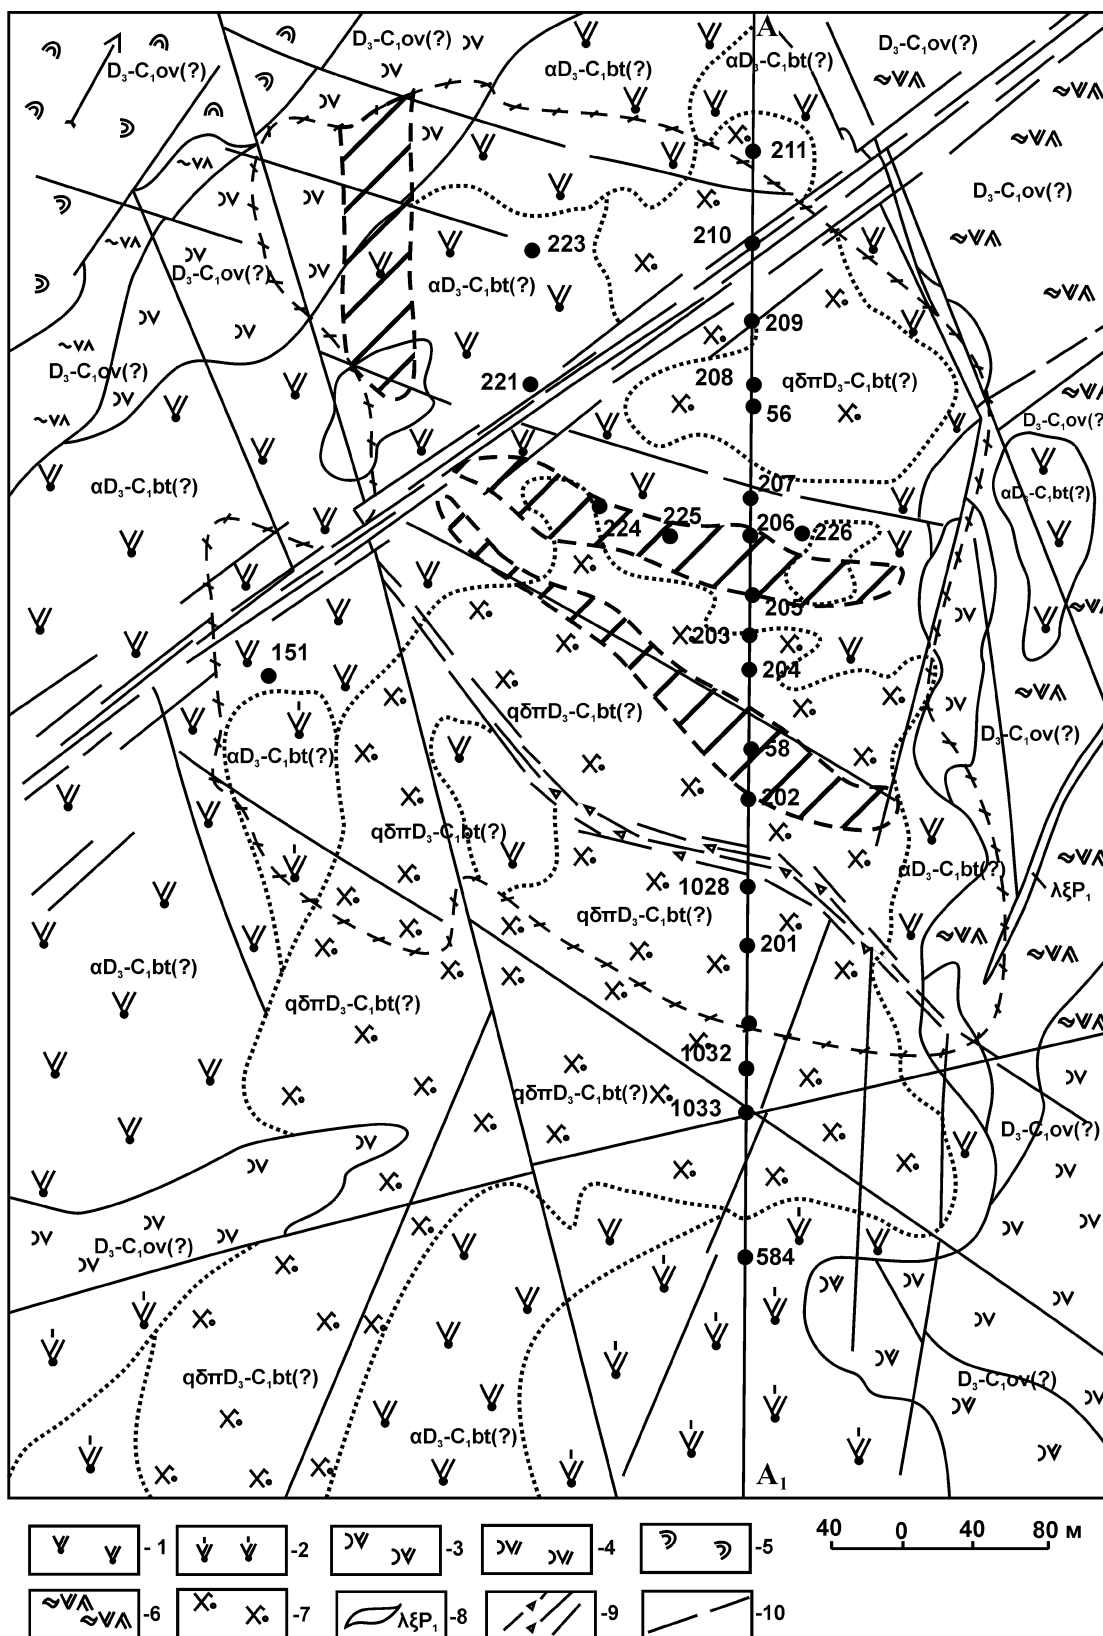 D₃-C₁ov(?)
D₃-C₁ov(?)
αD₃-C₁bt(?)
A
αD₃-C₁bt(?)
D₃-C₁ov(?)
211
D₃-C₁ov(?)
210
223
D₃-C₁ov(?)
αD₃-C₁bt(?)
209
D₃-C₁ov(?)
221
208
qδπD₃-C₁bt(?)
56
D₃-C₁ov(?)
αD₃-C₁bt(?)
207
αD₃-C₁bt(?)
224
225
206
226
205
203
151
204
qδπD₃-C₁bt(?)
αD₃-C₁bt(?)
58
D₃-C₁ov(?)
202
qδπD₃-C₁bt(?)
αD₃-C₁bt(?)
1028
λξP₁
qδπD₃-C₁bt(?)
201
αD₃-C₁bt(?)
qδπD₃-C₁bt(?)
1032
qδπD₃-C₁bt(?)
1033
D₃-C₁ov(?)
D₃-C₁ov(?)
584
qδπD₃-C₁bt(?)
D₃-C₁ov(?)
αD₃-C₁bt(?)
A₁
-1
-2
-3
-4
-5
40 0 40 80 м
-6
-7
λξP₁
-8
-9
-10